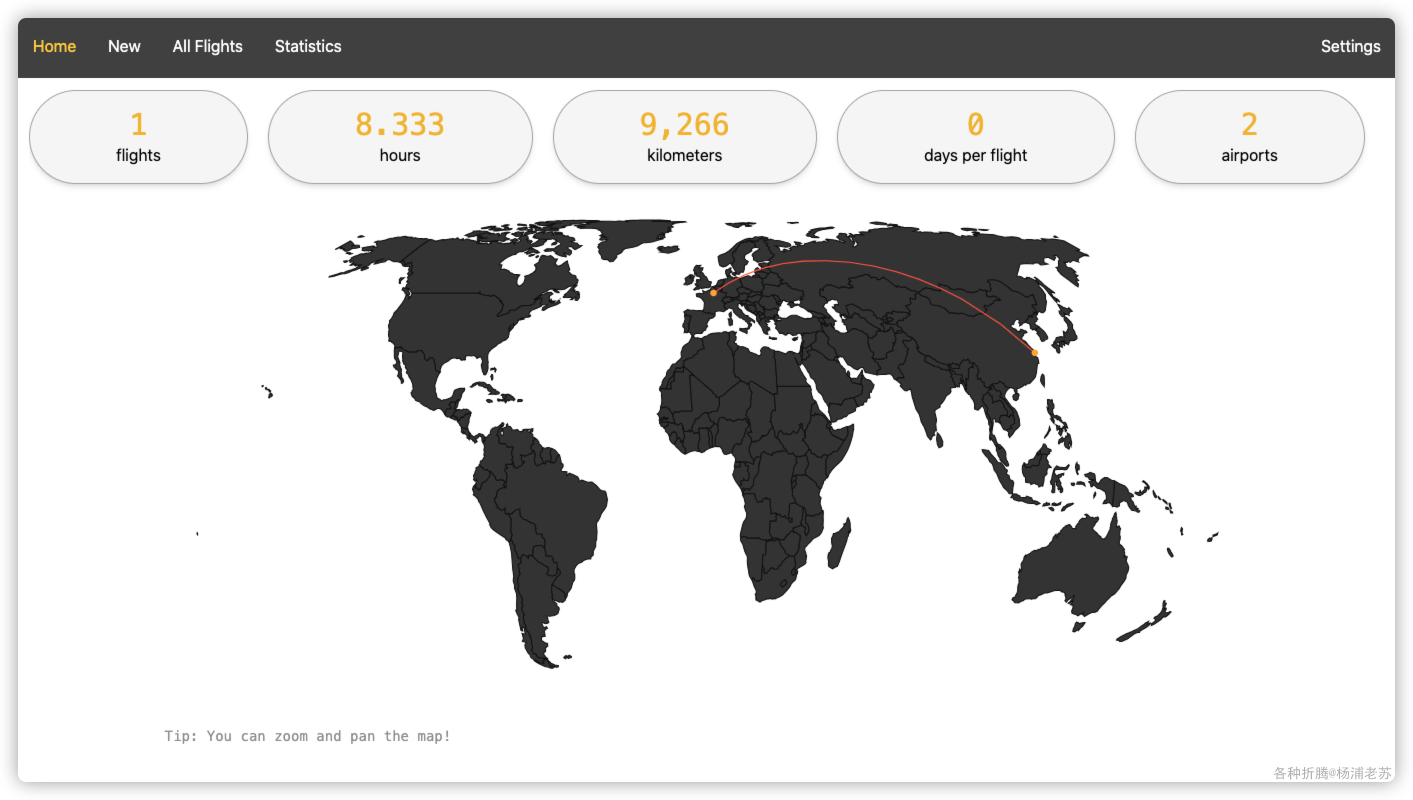 Home New All Flights Statistics Settings
1 8.333 9,266 0 2
flights hours kilometers days per flight airports
Tip: You can zoom and pan the map!
各种折腾@杨浦老苏